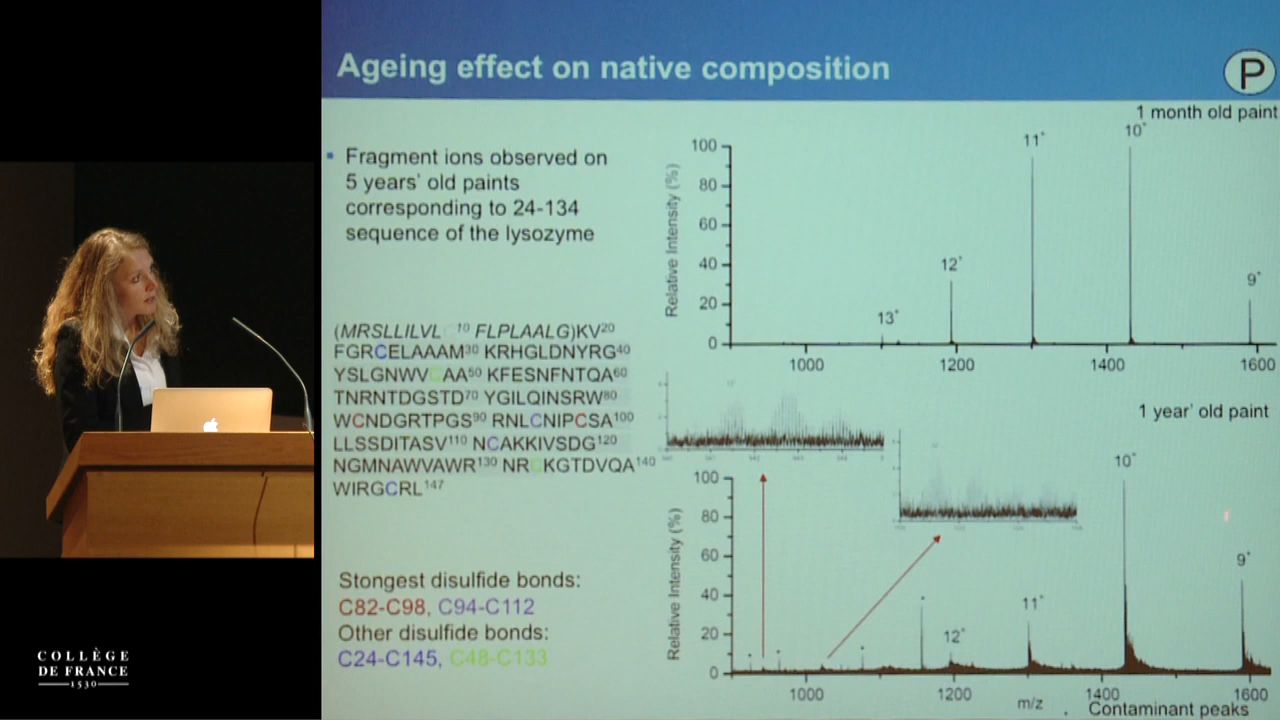 Ageing effect on native composition
P
▪ Fragment ions observed on
5 years' old paints
corresponding to 24-134
sequence of the lysozyme
(MRSLLILVL 10 FLPLAALG)KV20
FGRCELAAAM30 KRHGLDNYRG40
YSLGNWVCAA50 KFESNFNTQA60
TNRNTDGSTD70 YGILQINSRW80
WCNDGRTPGS90 RNLCNIPCSA100
LLSSDITASV110 NCAKKIVSDG120
NGMNAWVAWR130 NRCKGTDVQA140
WIRGCRL147
Stongest disulfide bonds:
C82-C98, C94-C112
Other disulfide bonds:
C24-C145, C48-C133
1 month old paint
Relative Intensity (%)
100
80
60
40
20
0
13+
12+
11+
10+
9+
1000
1200
1400
1600
1 year' old paint
Relative Intensity (%)
100
80
60
40
20
0
12+
11+
10+
9+
1000
1200
1400
1600
m/z
Contaminant peaks
COLLÈGE
DE FRANCE
1530